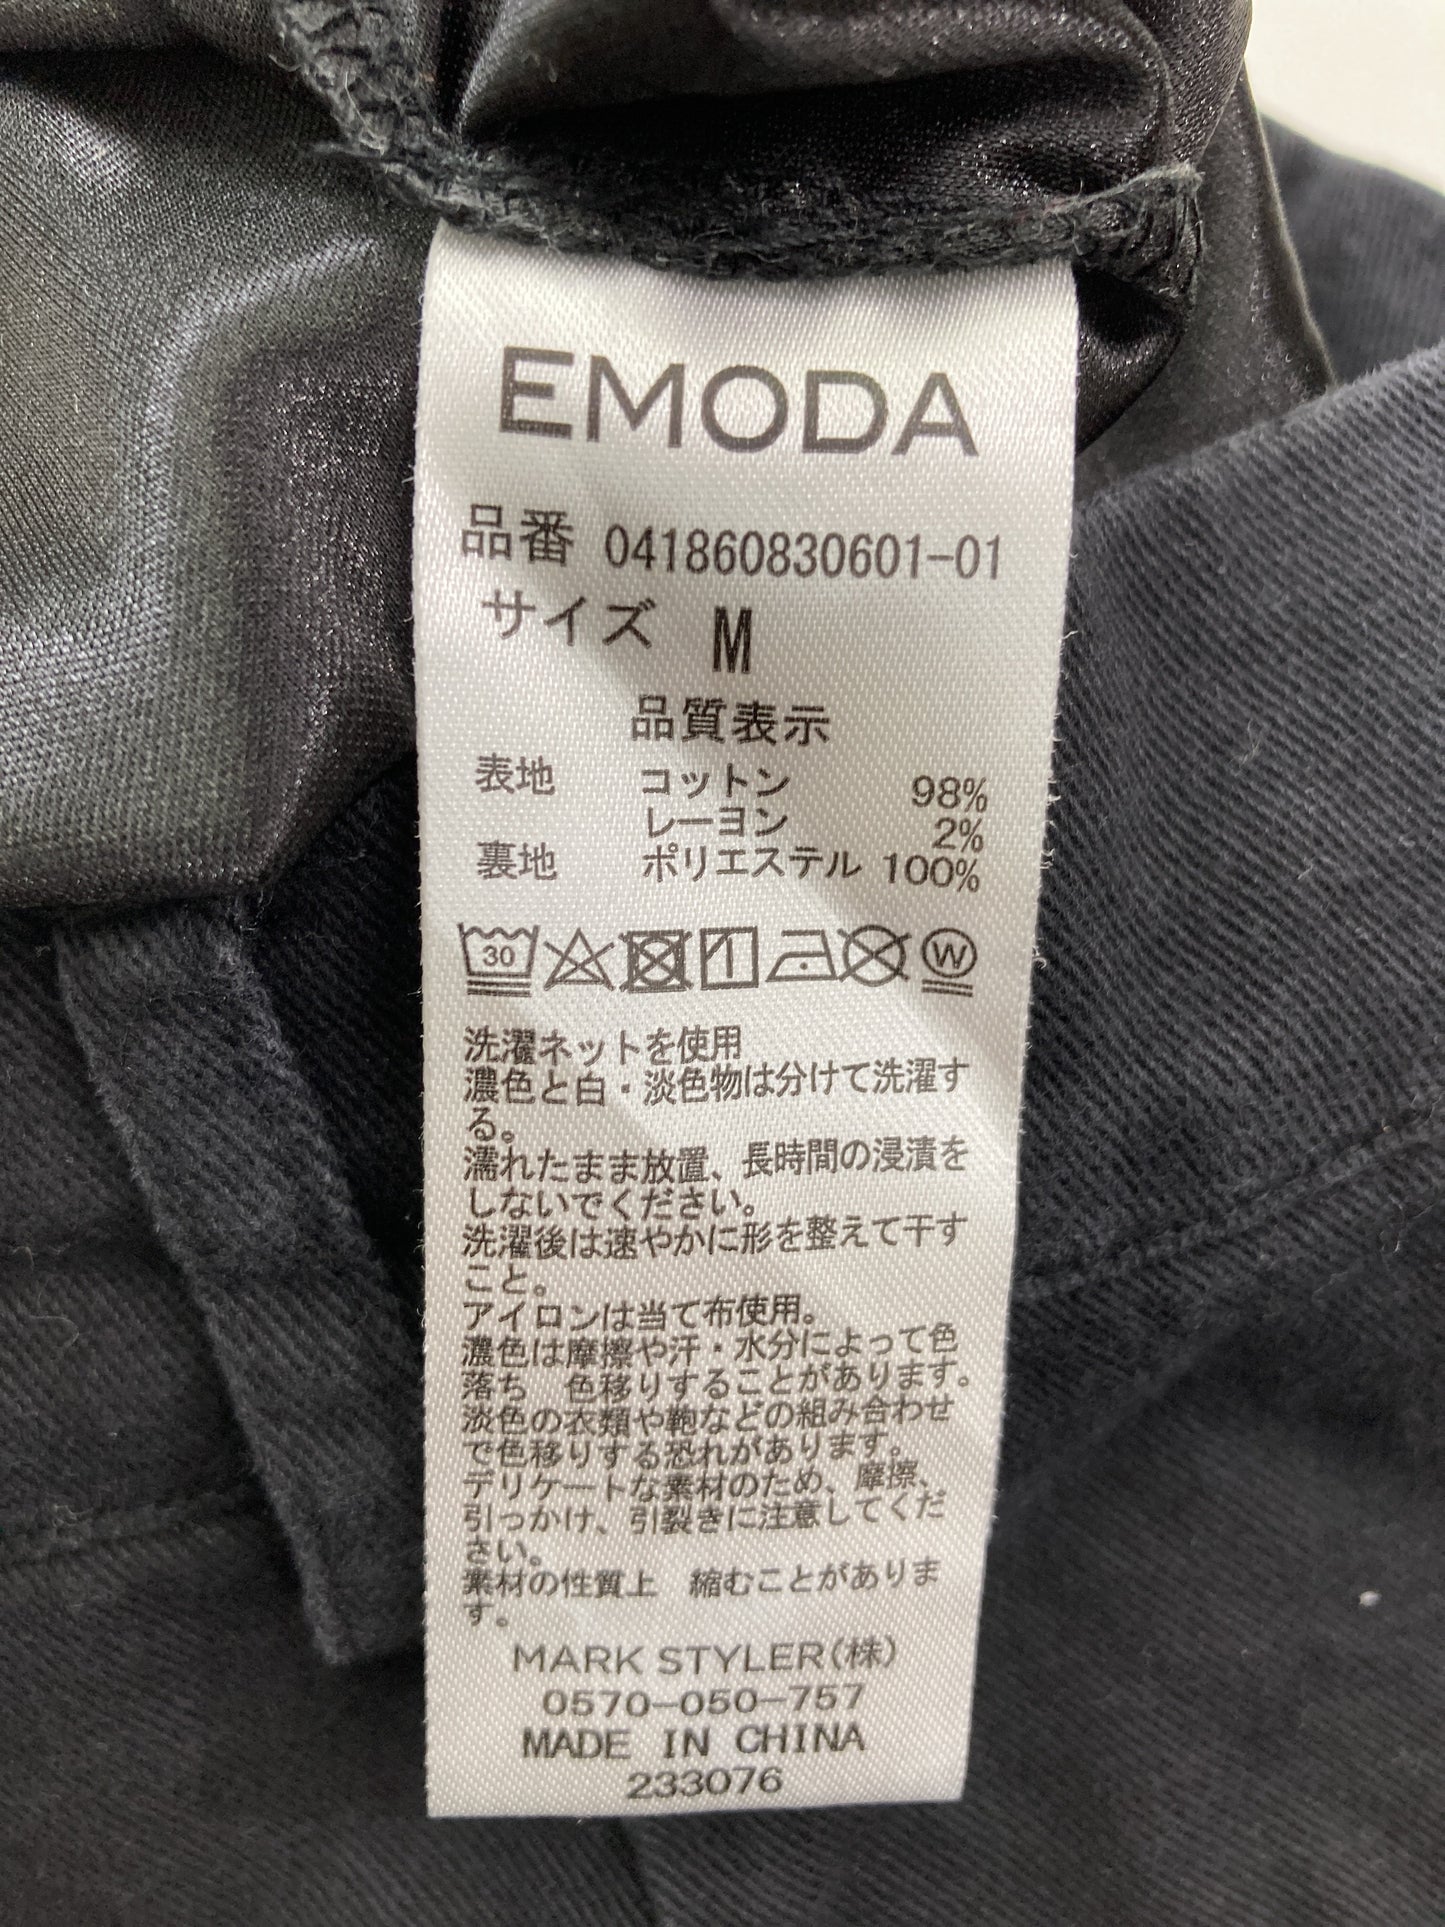 EMODA
品番 041860830601-01
サイズ M
品質表示
表地 コットン 98%
レーヨン 2%
裏地 ポリエステル 100%
30 W
洗濯ネットを使用
濃色と白・淡色物は分けて洗濯す
る。
濡れたまま放置、長時間の浸漬を
しないでください。
洗濯後は速やかに形を整えて干す
こと。
アイロンは当て布使用。
濃色は摩擦や汗・水分によって色
落ち 色移りすることがあります。
淡色の衣類や鞄などの組み合わせ
で色移りする恐れがあります。
デリケートな素材のため、摩擦、
引っかけ、引裂きに注意してくだ
さい。
素材の性質上 縮むことがありま
す。
MARK STYLER(株)
0570-050-757
MADE IN CHINA
233076